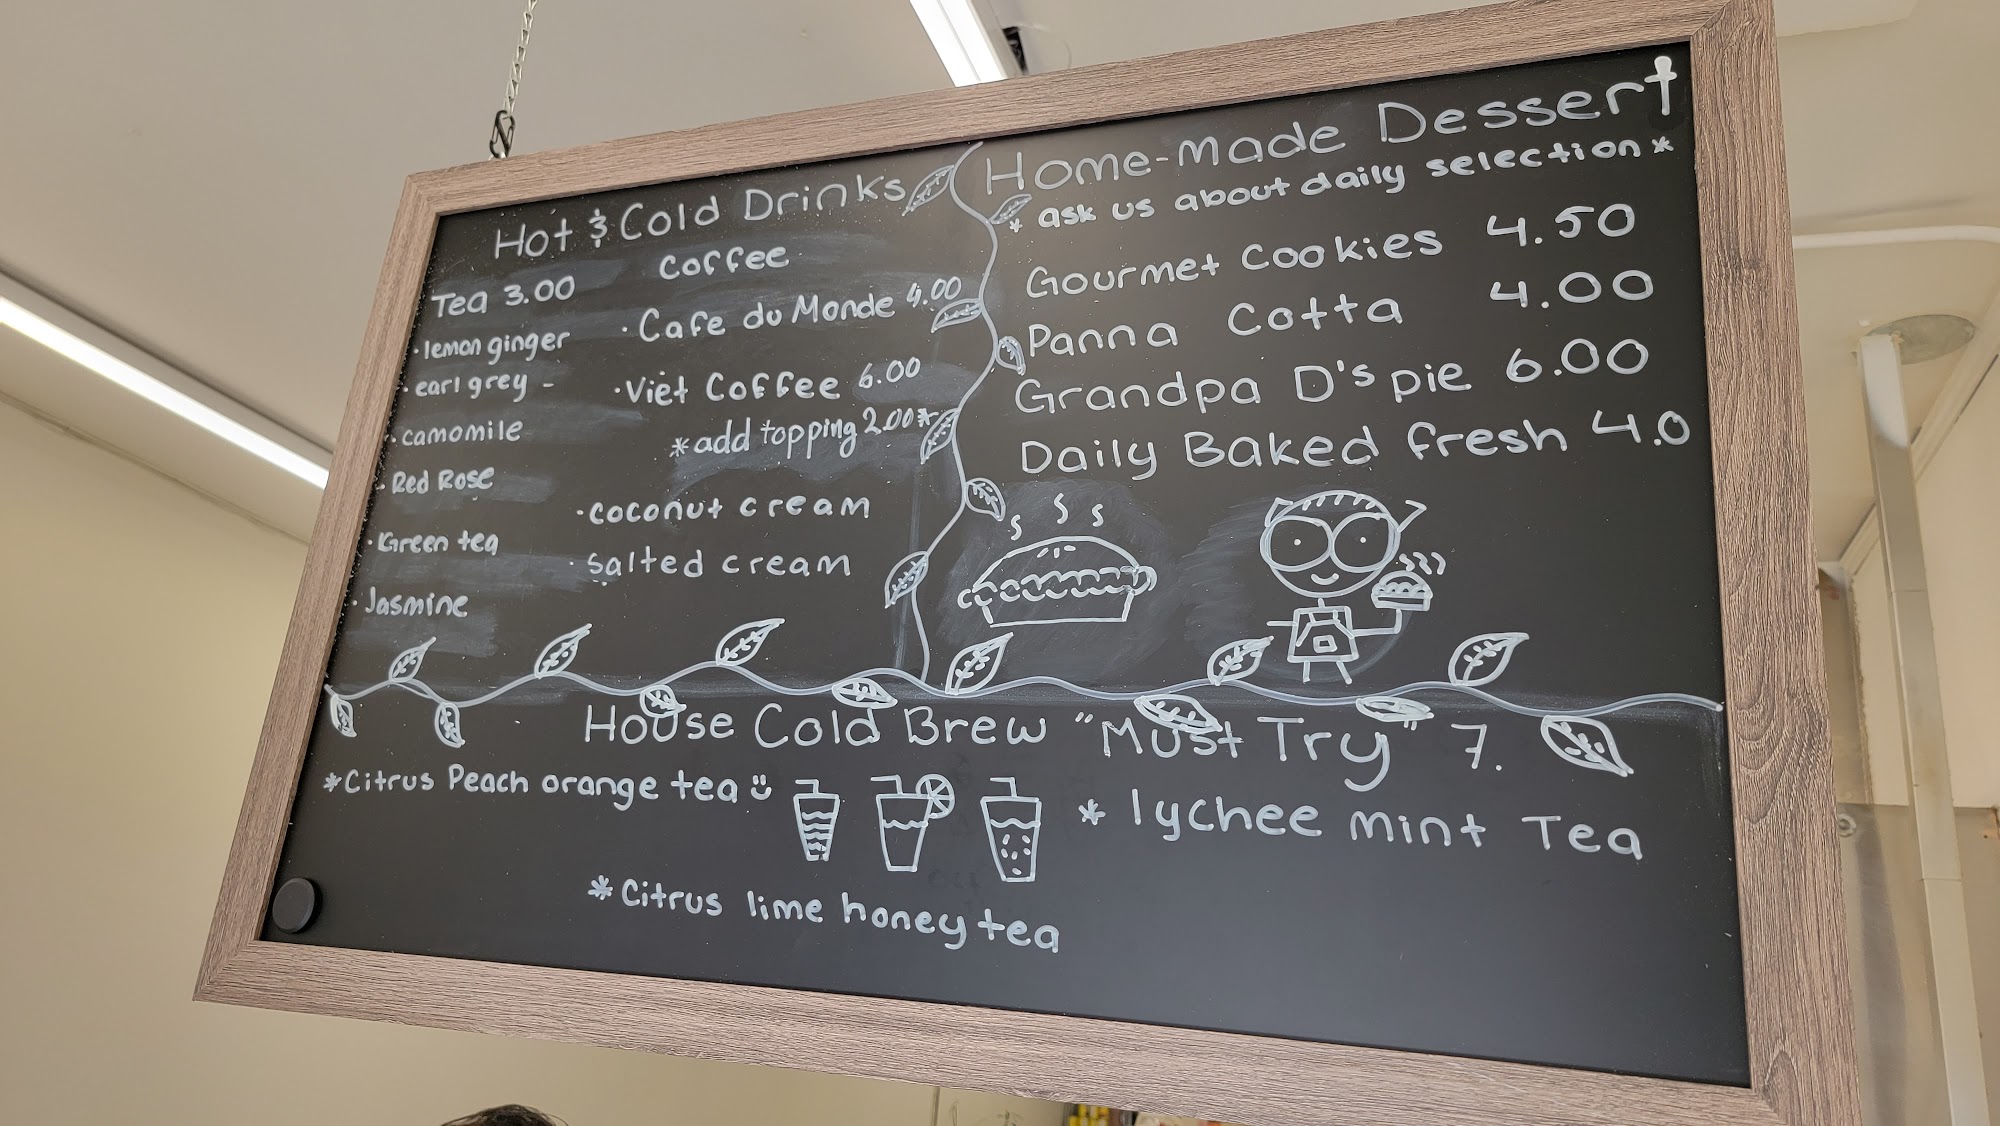 Hot & Cold Drinks
Tea 3.00
· lemon ginger
· earl grey -
· camomile
· Red Rose
· Green tea
· Jasmine
Coffee
· Cafe du Monde 4.00
· Viet Coffee 6.00
*add topping 2.00*
· coconut cream
· salted cream
Home-Made Dessert
* ask us about daily selection *
Gourmet Cookies 4.50
Panna Cotta 4.00
Grandpa D's pie 6.00
Daily Baked fresh 4.0
House Cold Brew "Must Try" 7.
*Citrus Peach orange tea
* lychee mint Tea
*Citrus lime honey tea